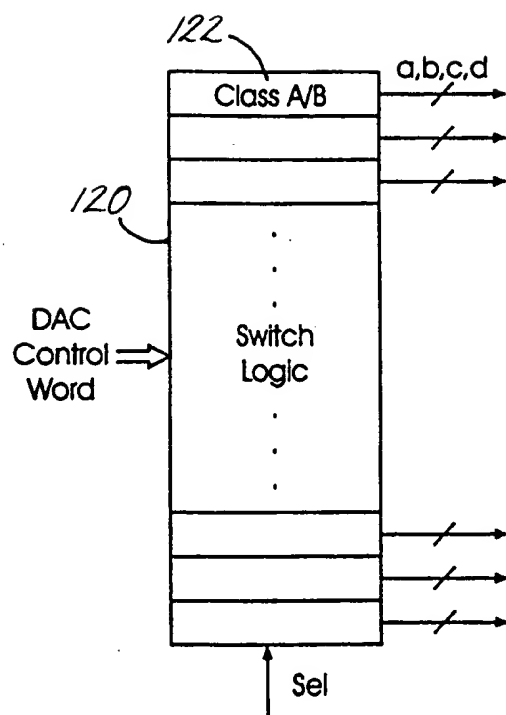 122
a,b,c,d
Class A/B
120
DAC
Control
Word
Switch
Logic
Sel